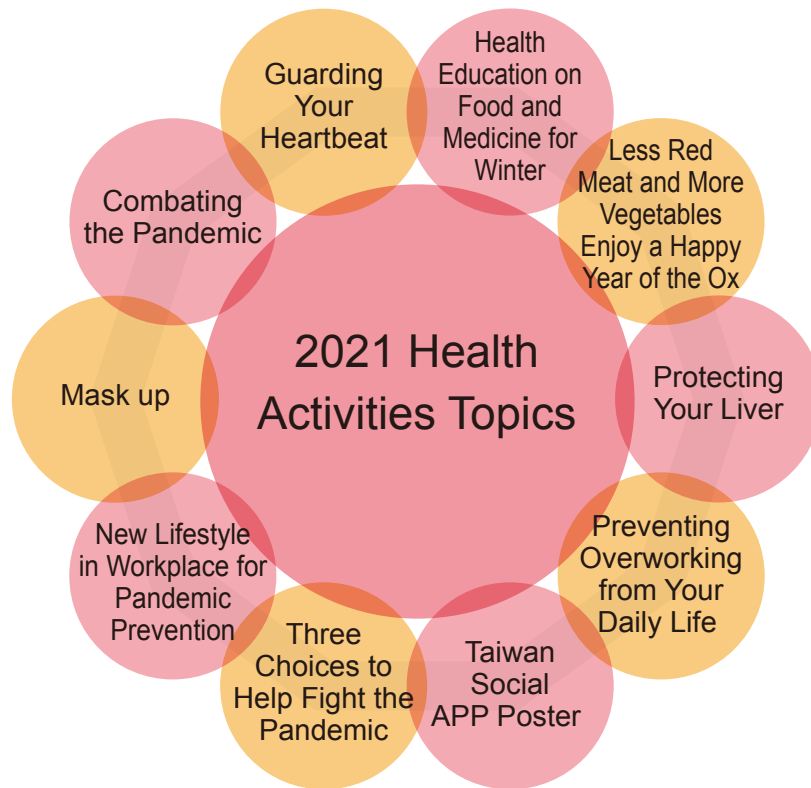 2021 Health
Activities Topics
Health
Education on
Food and
Medicine for
Winter
Less Red
Meat and More
Vegetables
Enjoy a Happy
Year of the Ox
Protecting
Your Liver
Preventing
Overworking
from Your
Daily Life
Taiwan
Social
APP Poster
Three
Choices to
Help Fight the
Pandemic
New Lifestyle
in Workplace for
Pandemic
Prevention
Mask up
Combating
the Pandemic
Guarding
Your
Heartbeat